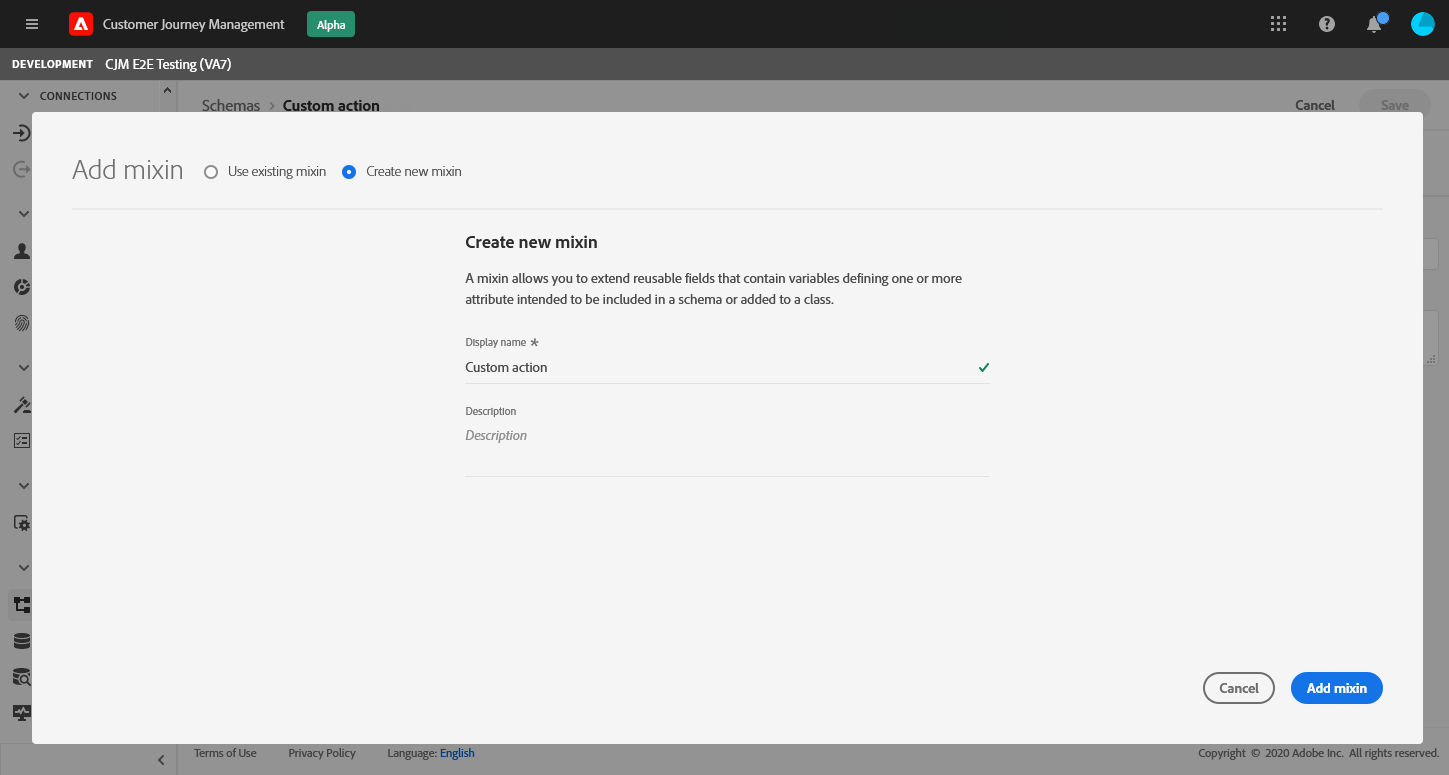 Customer Journey Management
Alpha
DEVELOPMENT CJM E2E Testing (VA7)
CONNECTIONS
Schemas > Custom action
Cancel
Save
Add mixin
Use existing mixin
Create new mixin
Create new mixin
A mixin allows you to extend reusable fields that contain variables defining one or more
attribute intended to be included in a schema or added to a class.
Display name *
Custom action
Description
Description
Cancel
Add mixin
Terms of Use
Privacy Policy
Language: English
Copyright © 2020 Adobe Inc. All rights reserved.